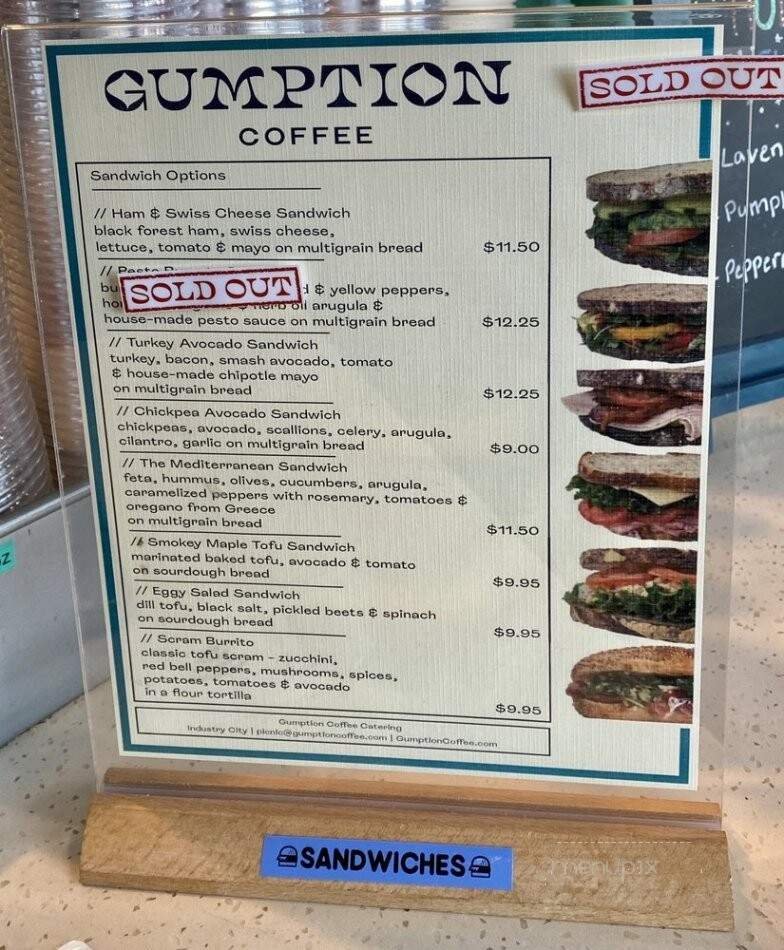 GUMPTION
COFFEE
SOLD OUT
Sandwich Options
// Ham & Swiss Cheese Sandwich
black forest ham, swiss cheese,
lettuce, tomato & mayo on multigrain bread
$11.50
//
SOLD OUT
& yellow peppers,
herb oil arugula &
house-made pesto sauce on multigrain bread
$12.25
// Turkey Avocado Sandwich
turkey, bacon, smash avocado, tomato
& house-made chipotle mayo
on multigrain bread
$12.25
// Chickpea Avocado Sandwich
chickpeas, avocado, scallions, celery, arugula,
cilantro, garlic on multigrain bread
$9.00
// The Mediterranean Sandwich
feta, hummus, olives, cucumbers, arugula,
caramelized peppers with rosemary, tomatoes &
oregano from Greece
on multigrain bread
$11.50
// Smokey Maple Tofu Sandwich
marinated baked tofu, avocado & tomato
on sourdough bread
$9.95
// Eggy Salad Sandwich
dill tofu, black salt, pickled beets & spinach
on sourdough bread
$9.95
// Scram Burrito
classic tofu scram - zucchini,
red bell peppers, mushrooms, spices,
potatoes, tomatoes & avocado
in a flour tortilla
$9.95
Gumption Coffee Catering
Industry City | picnic@gumptioncoffee.com | GumptionCoffee.com
SANDWICHES
menupix
Laven
Pump
Pepper